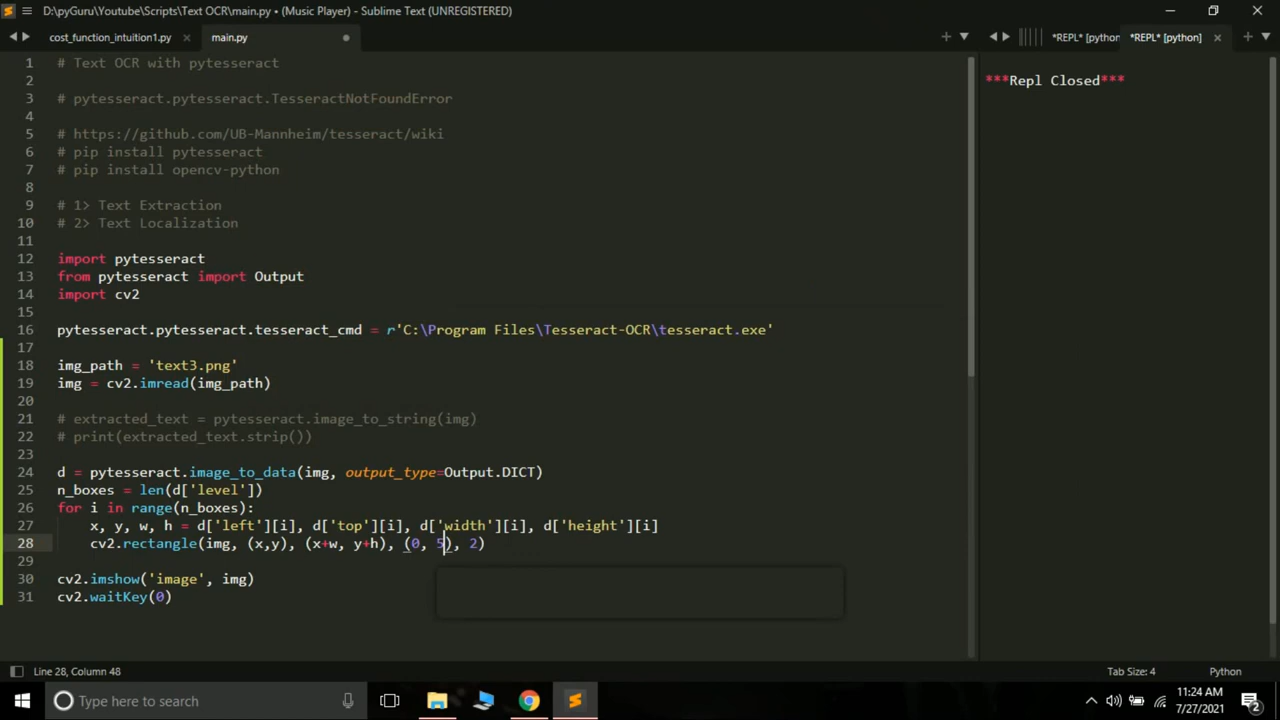 D:\pyGuru\Youtube\Scripts\Text OCR\main.py • (Music Player) - Sublime Text (UNREGISTERED)
cost_function_intuition1.py
main.py
*REPL* [python
*REPL* [python]
1 # Text OCR with pytesseract
2
3 # pytesseract.pytesseract.TesseractNotFoundError
4
5 # https://github.com/UB-Mannheim/tesseract/wiki
6 # pip install pytesseract
7 # pip install opencv-python
8
9 # 1> Text Extraction
10 # 2> Text Localization
11
12 import pytesseract
13 from pytesseract import Output
14 import cv2
15
16 pytesseract.pytesseract.tesseract_cmd = r'C:\Program Files\Tesseract-OCR\tesseract.exe'
17
18 img_path = 'text3.png'
19 img = cv2.imread(img_path)
20
21 # extracted_text = pytesseract.image_to_string(img)
22 # print(extracted_text.strip())
23
24 d = pytesseract.image_to_data(img, output_type=Output.DICT)
25 n_boxes = len(d['level'])
26 for i in range(n_boxes):
27 x, y, w, h = d['left'][i], d['top'][i], d['width'][i], d['height'][i]
28 cv2.rectangle(img, (x,y), (x+w, y+h), (0, 5), 2)
29
30 cv2.imshow('image', img)
31 cv2.waitKey(0)
***Repl Closed***
Line 28, Column 48
Tab Size: 4
Python
Type here to search
11:24 AM
7/27/2021
2